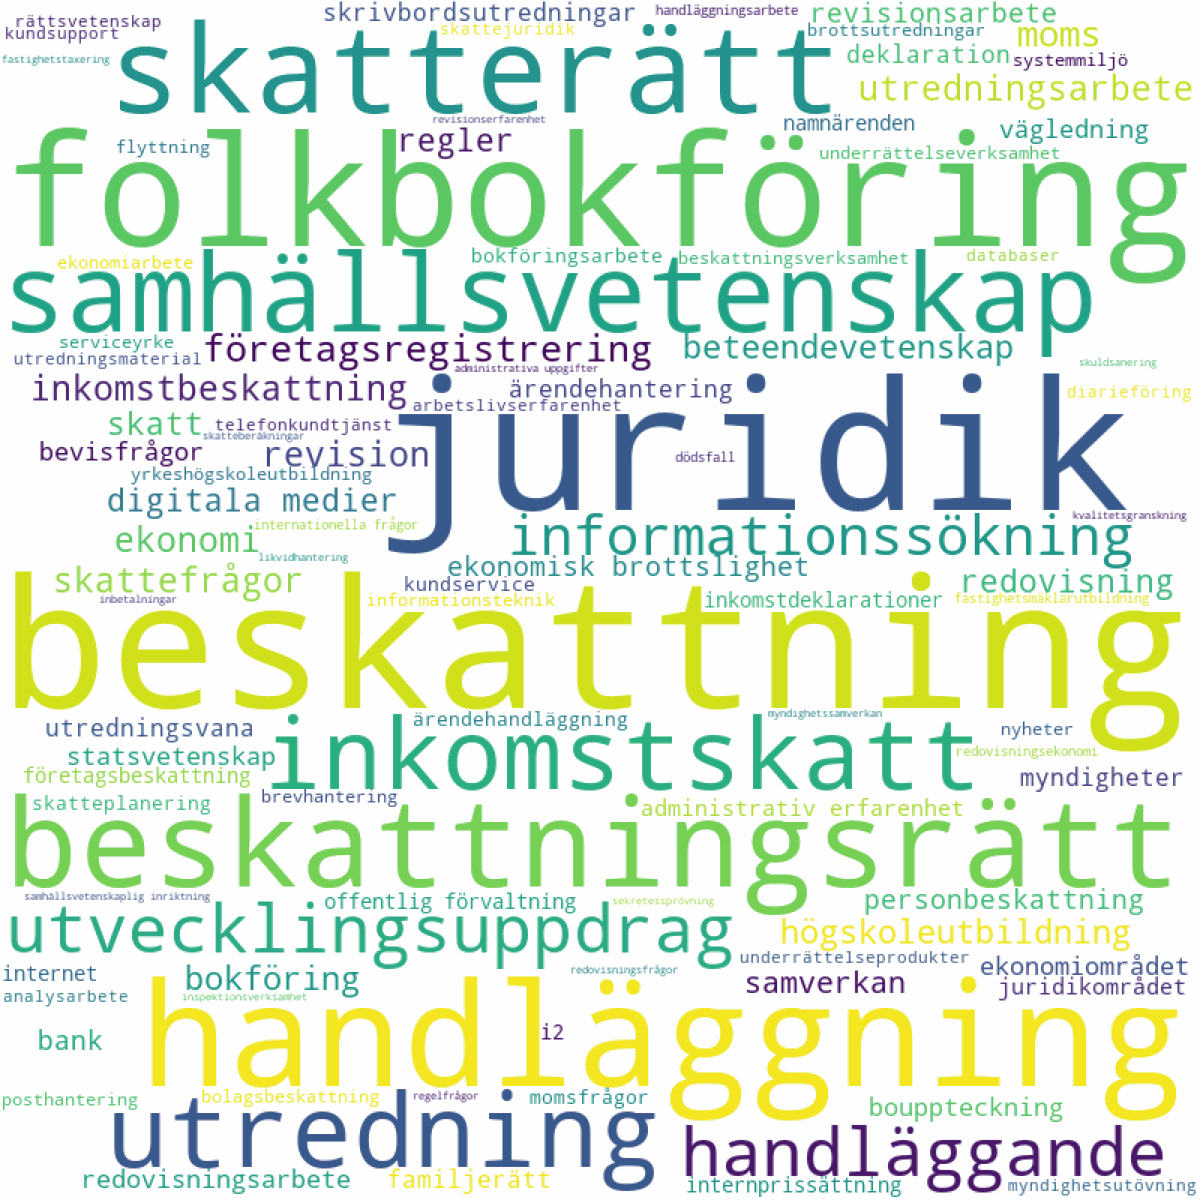 rättsvetenskap
skrivbordsutredningar
handläggningsarbete
revisionsarbete
kundsupport
skattejuridik
brottsutredningar
moms
fastighetstaxering
skatterätt
deklaration
systemmiljö
utredningsarbete
revisionserfarenhet
namnärenden
vägledning
flyttning
regler
underrättelseverksamhet
folkbokföring
ekonomiarbete
bokföringsarbete
beskattningsverksamhet
databaser
samhällsvetenskap
serviceyrke
företagsregistrering
beteendevetenskap
utredningsmaterial
administrativa uppgifter
skuldsanering
inkomstbeskattning
ärendehantering
diarieföring
arbetslivserfarenhet
skatt
telefonkundtjänst
skatteberäkningar
juridik
bevisfrågor
revision
dödsfall
yrkeshögskoleutbildning
digitala medier
kvalitetsgranskning
internationella frågor
ekonomi
informationssökning
likvidhantering
ekonomisk brottslighet
skattefrågor
kundservice
redovisning
inbetalningar
informationsteknik
inkomstdeklarationer
fastighetsmäklarutbildning
beskattning
utredningsvana
ärendehandläggning
myndighetssamverkan
nyheter
statsvetenskap
inkomstskatt
redovisningsekonomi
företagsbeskattning
myndigheter
skatteplanering
brevhantering
administrativ erfarenhet
beskattningsrätt
samhällsvetenskaplig inriktning
offentlig förvaltning
sekretessprövning
personbeskattning
utvecklingsuppdrag
högskoleutbildning
underrättelseprodukter
internet
bokföring
redovisningsfrågor
ekonomiområdet
samverkan
juridikområdet
analysarbete
inspektionsverksamhet
handläggning
i2
bank
posthantering
bolagsbeskattning
regelfrågor
momsfrågor
bouppteckning
utredning
handläggande
redovisningsarbete
familjerätt
internprissättning
myndighetsutövning